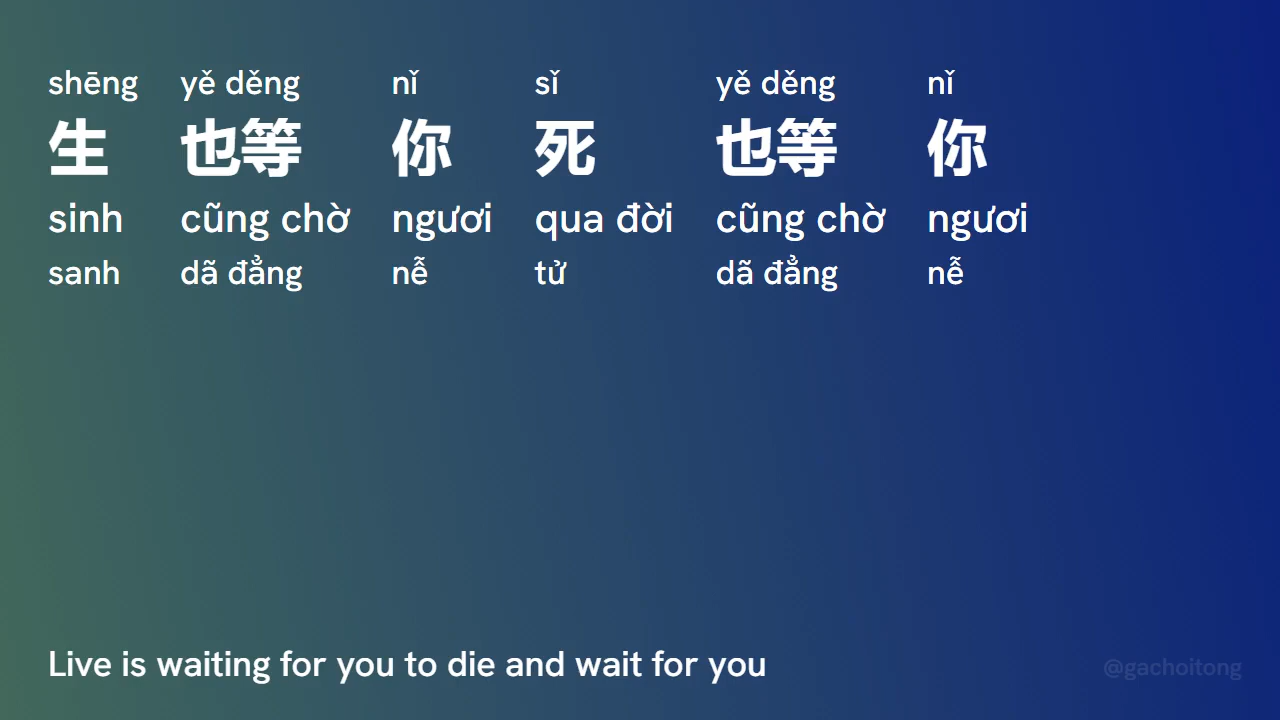 shēng yě děng nǐ sǐ yě děng nǐ
生 也等 你 死 也等 你
sinh cũng chờ ngươi qua đời cũng chờ ngươi
sanh dã đẳng nễ tử dã đẳng nễ
Live is waiting for you to die and wait for you
@gachoitong